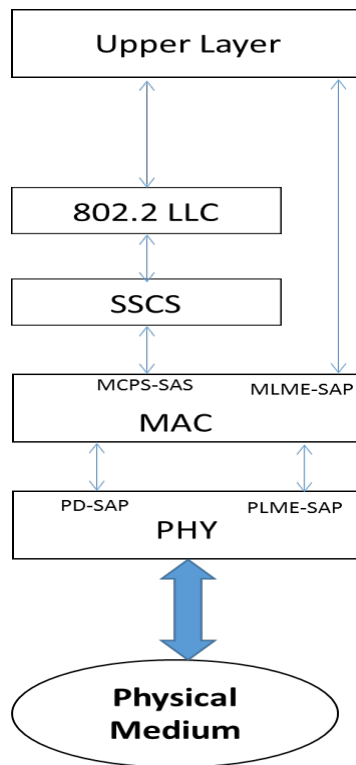 Upper Layer
802.2 LLC
SSCS
MCPS-SAS
MLME-SAP
MAC
PD-SAP
PLME-SAP
PHY
Physical
Medium